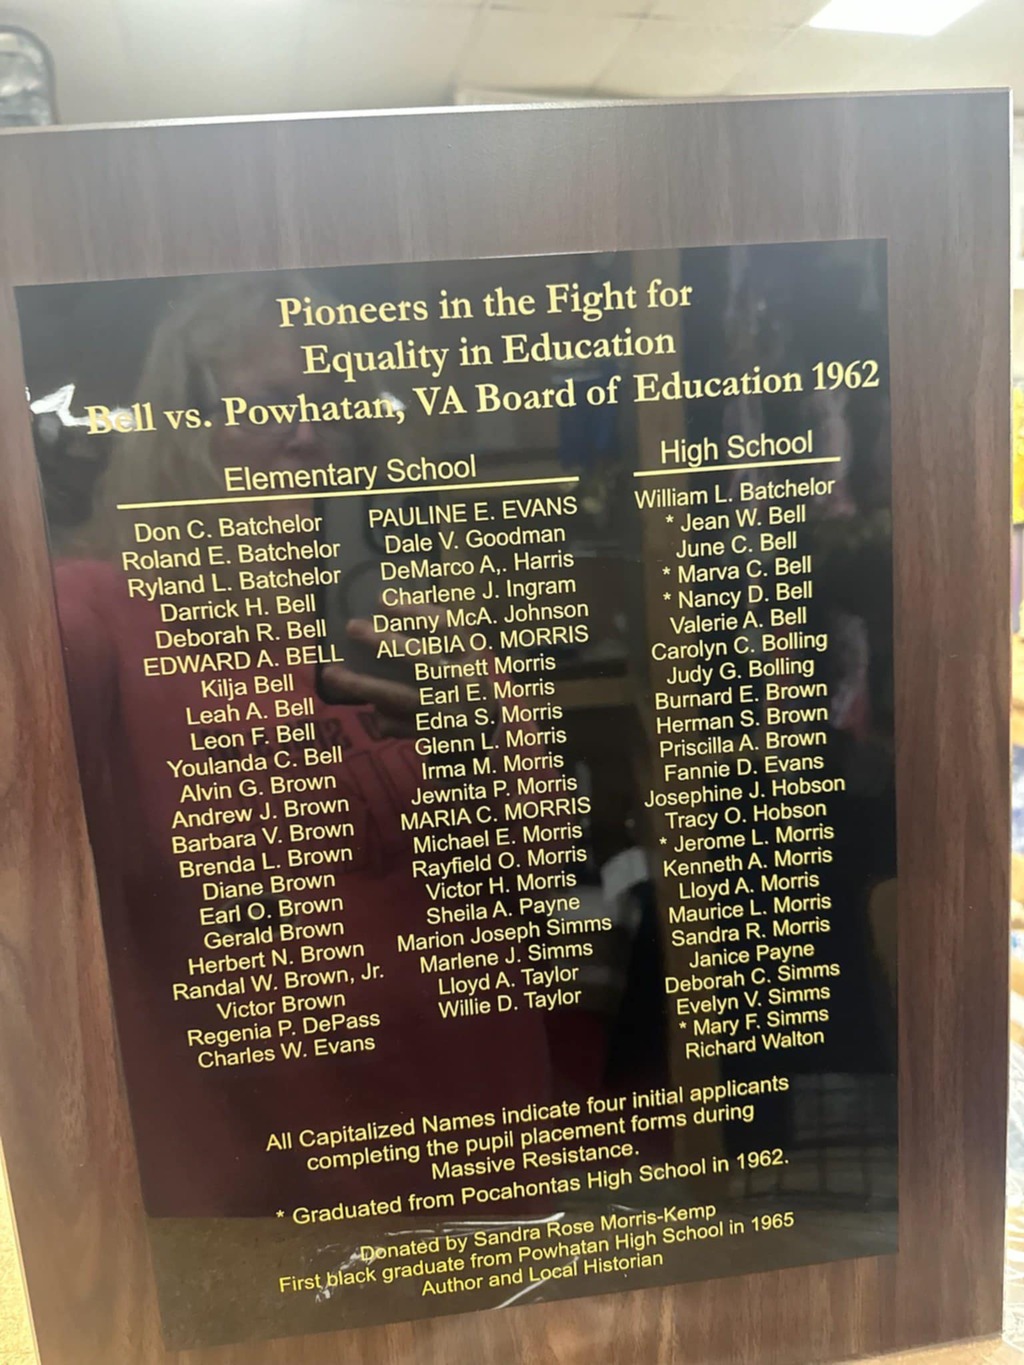 Pioneers in the Fight for
Equality in Education
Bell vs. Powhatan, VA Board of Education 1962
Elementary School
Don C. Batchelor
Roland E. Batchelor
Ryland L. Batchelor
Darrick H. Bell
Deborah R. Bell
EDWARD A. BELL
Kilja Bell
Leah A. Bell
Leon F. Bell
Youlanda C. Bell
Alvin G. Brown
Andrew J. Brown
Barbara V. Brown
Brenda L. Brown
Diane Brown
Earl O. Brown
Gerald Brown
Herbert N. Brown
Randal W. Brown, Jr.
Victor Brown
Regenia P. DePass
Charles W. Evans
PAULINE E. EVANS
Dale V. Goodman
DeMarco A,. Harris
Charlene J. Ingram
Danny McA. Johnson
ALCIBIA O. MORRIS
Burnett Morris
Earl E. Morris
Edna S. Morris
Glenn L. Morris
Irma M. Morris
Jewnita P. Morris
MARIA C. MORRIS
Michael E. Morris
Rayfield O. Morris
Victor H. Morris
Sheila A. Payne
Marion Joseph Simms
Marlene J. Simms
Lloyd A. Taylor
Willie D. Taylor
High School
William L. Batchelor
* Jean W. Bell
June C. Bell
* Marva C. Bell
* Nancy D. Bell
Valerie A. Bell
Carolyn C. Bolling
Judy G. Bolling
Burnard E. Brown
Herman S. Brown
Priscilla A. Brown
Fannie D. Evans
Josephine J. Hobson
Tracy O. Hobson
* Jerome L. Morris
Kenneth A. Morris
Lloyd A. Morris
Maurice L. Morris
Sandra R. Morris
Janice Payne
Deborah C. Simms
Evelyn V. Simms
* Mary F. Simms
Richard Walton
All Capitalized Names indicate four initial applicants
completing the pupil placement forms during
Massive Resistance.
* Graduated from Pocahontas High School in 1962.
Donated by Sandra Rose Morris-Kemp
First black graduate from Powhatan High School in 1965
Author and Local Historian